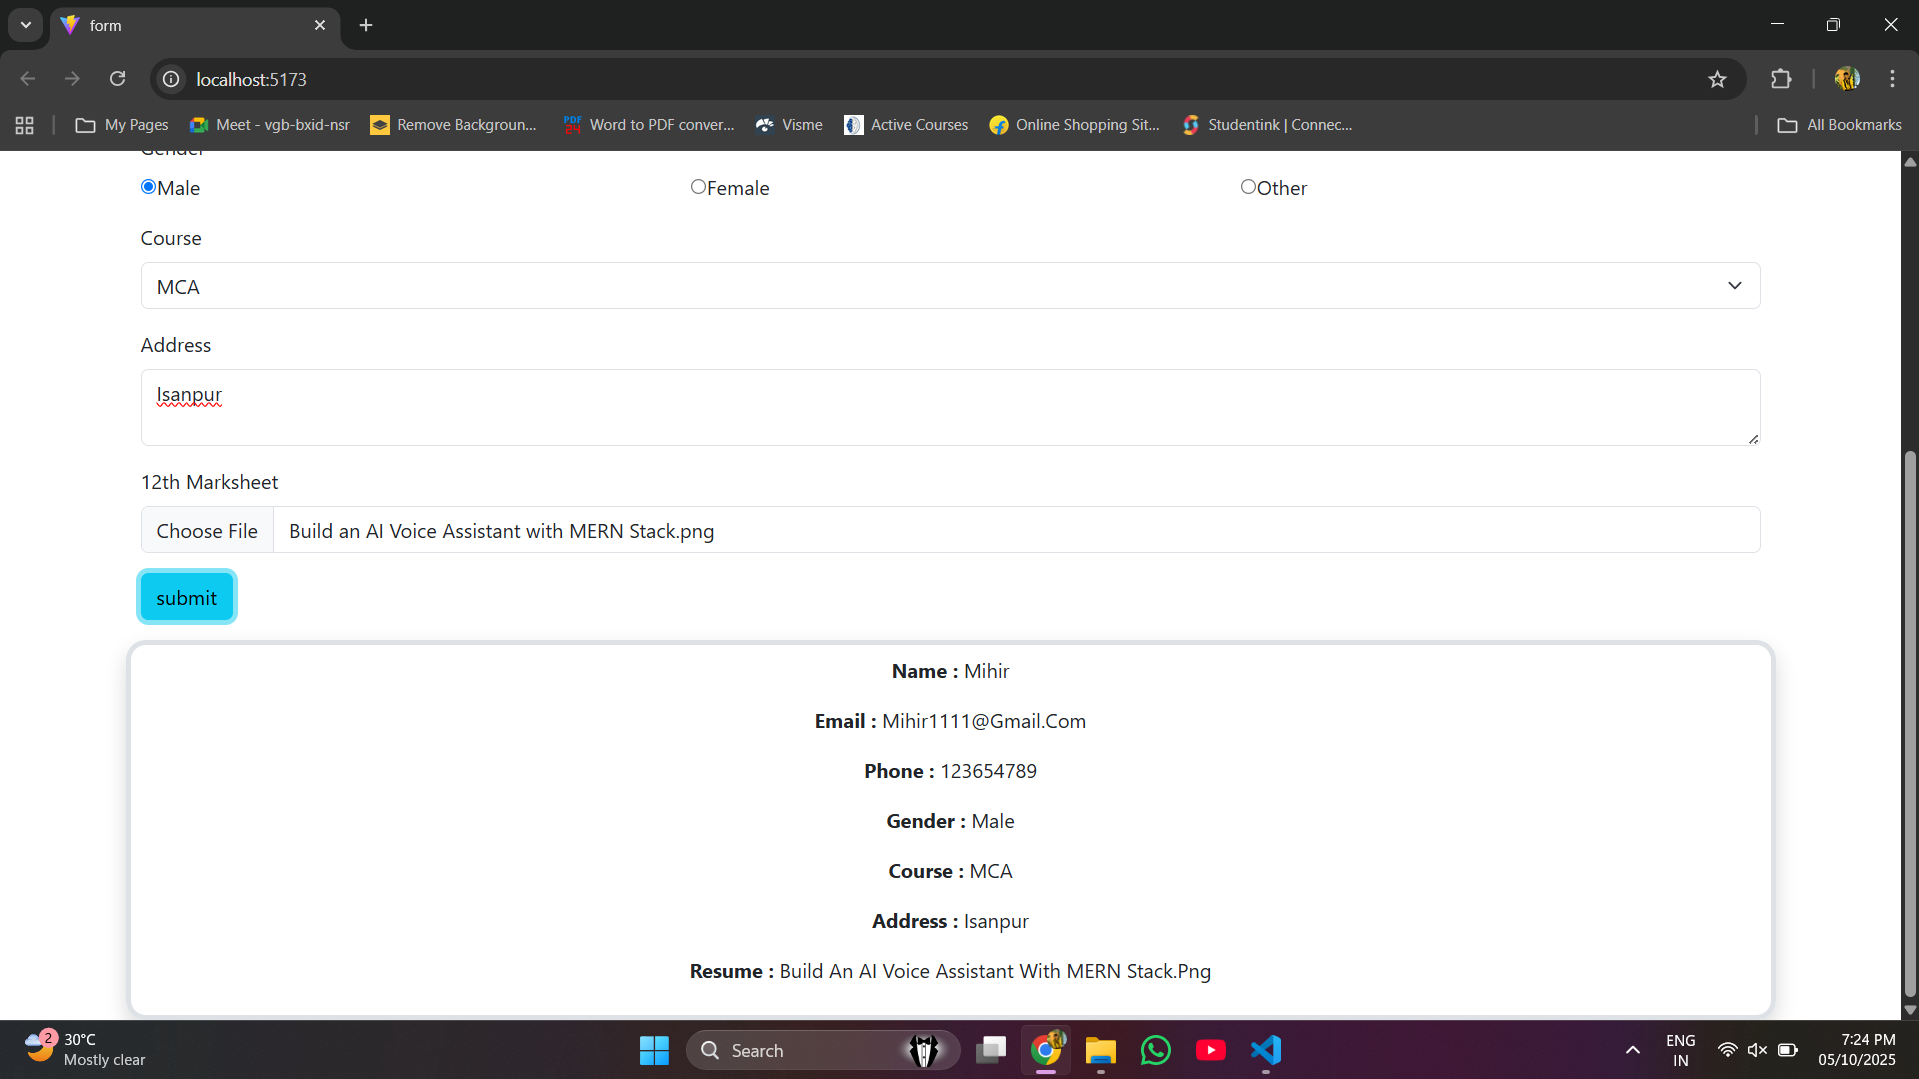 form
localhost:5173
My Pages
Meet - vgb-bxid-nsr
Remove Backgroun...
PDF 24
Word to PDF conver...
Visme
Active Courses
Online Shopping Sit...
Studentink | Connec...
All Bookmarks
Gender
Male Female Other
Course
MCA
Address
Isanpur
12th Marksheet
Choose File Build an AI Voice Assistant with MERN Stack.png
submit
Name : Mihir
Email : Mihir1111@Gmail.Com
Phone : 123654789
Gender : Male
Course : MCA
Address : Isanpur
Resume : Build An AI Voice Assistant With MERN Stack.Png
2
30°C
Mostly clear
Search
ENG
IN
7:24 PM
05/10/2025